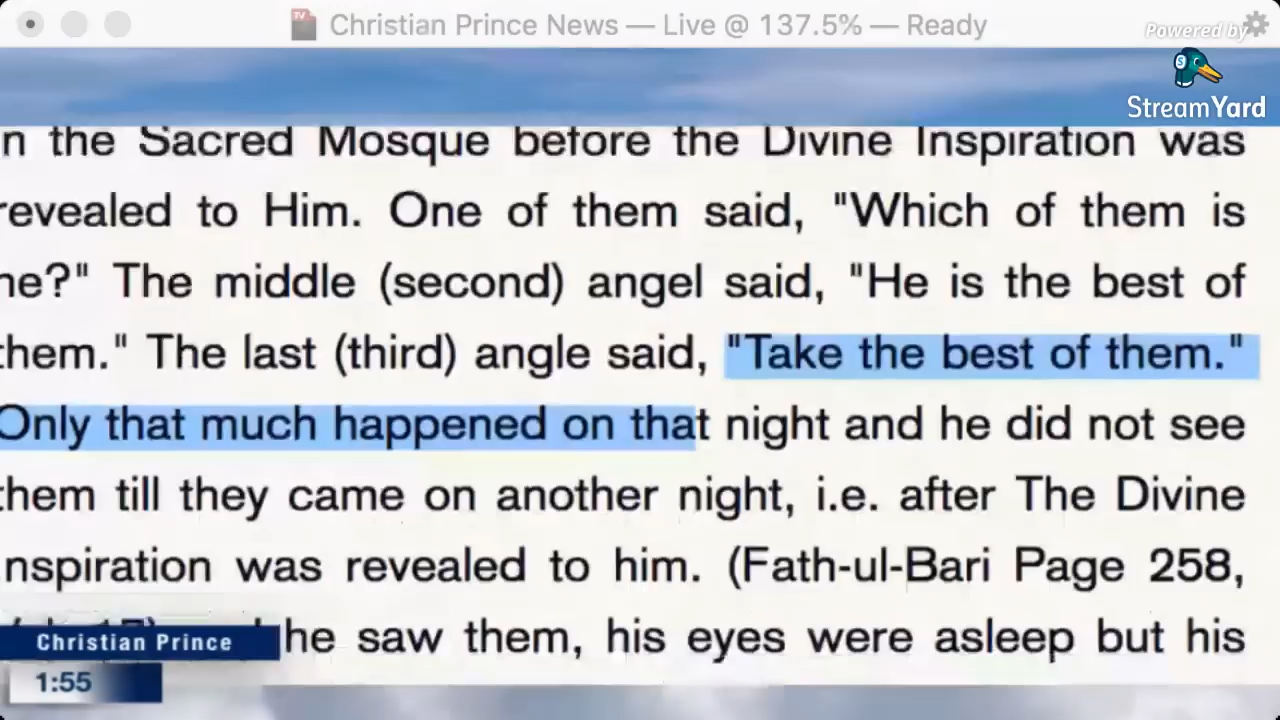 Christian Prince News — Live @ 137.5% — Ready
Powered by
StreamYard
n the Sacred Mosque before the Divine Inspiration was
revealed to Him. One of them said, "Which of them is
he?" The middle (second) angel said, "He is the best of
them." The last (third) angle said, "Take the best of them."
Only that much happened on that night and he did not see
them till they came on another night, i.e. after The Divine
nspiration was revealed to him. (Fath-ul-Bari Page 258,
he saw them, his eyes were asleep but his
Christian Prince
1:55